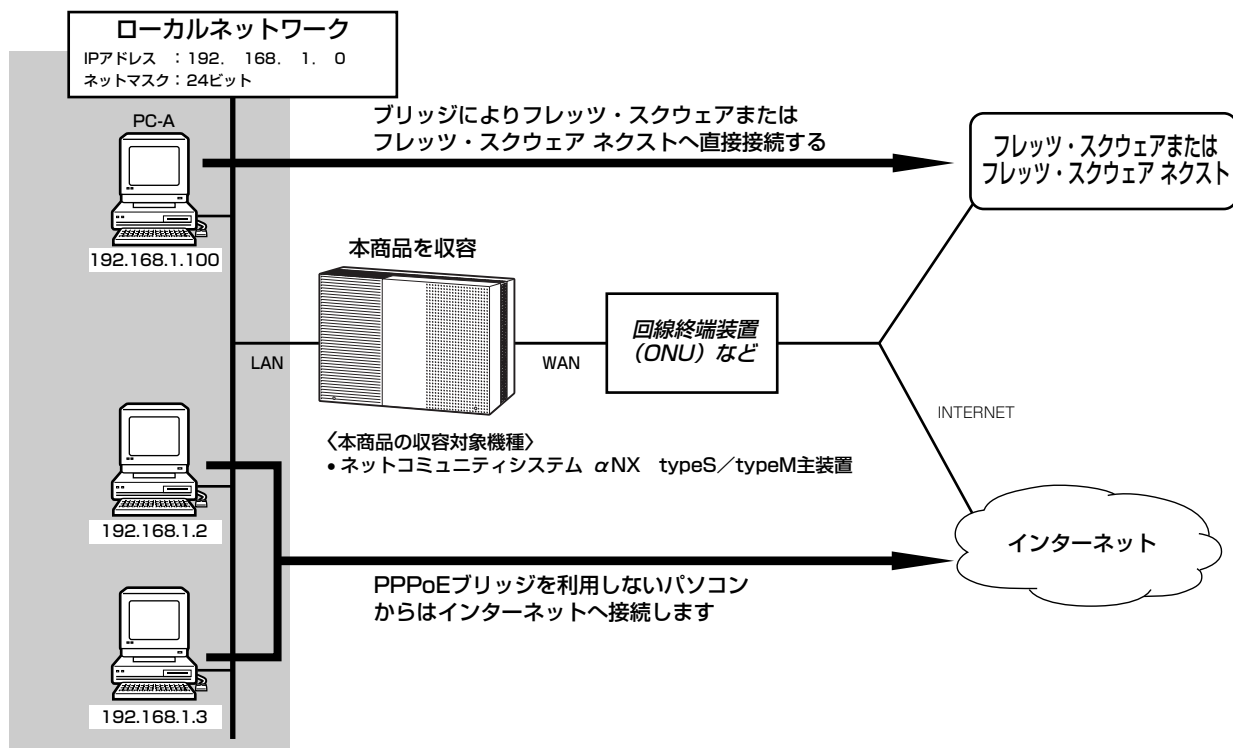 ローカルネットワーク
IPアドレス ：192. 168. 1. 0
ネットマスク：24ビット
PC-A
ブリッジによりフレッツ・スクウェアまたは
フレッツ・スクウェア ネクストへ直接接続する
フレッツ・スクウェアまたは
フレッツ・スクウェア ネクスト
192.168.1.100
本商品を収容
回線終端装置
（ONU）など
LAN
WAN
INTERNET
〈本商品の収容対象機種〉
• ネットコミュニティシステム αNX typeS／typeM主装置
192.168.1.2
インターネット
PPPoEブリッジを利用しないパソコン
からはインターネットへ接続します
192.168.1.3